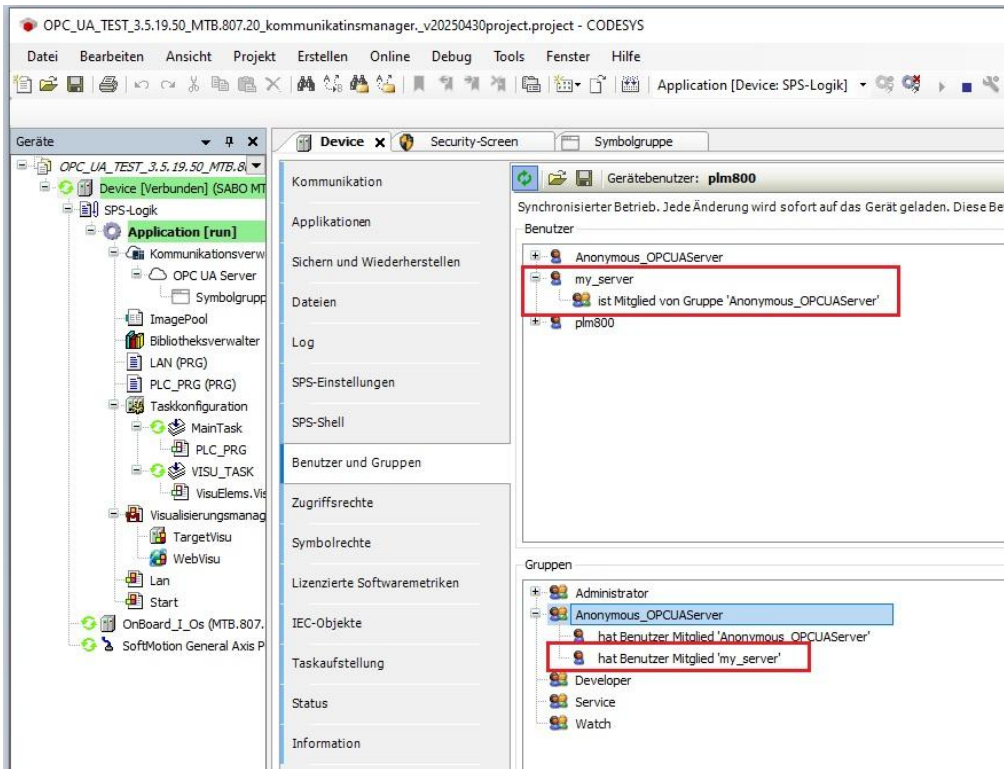 OPC_UA_TEST_3.5.19.50_MTB.807.20_kommunikatinsmanager._v20250430project.project - CODESYS
Datei Bearbeiten Ansicht Projekt Erstellen Online Debug Tools Fenster Hilfe
Application [Device: SPS-Logik]
Geräte
OPC_UA_TEST_3.5.19.50_MTB.8
Device [Verbunden] (SABO MT
SPS-Logik
Application [run]
Kommunikationsverw
OPC UA Server
Symbolgrupp
ImagePool
Bibliotheksverwalter
LAN (PRG)
PLC_PRG (PRG)
Taskkonfiguration
MainTask
PLC_PRG
VISU_TASK
VisuElems.Vis
Visualisierungsmanag
TargetVisu
WebVisu
Lan
Start
OnBoard_I_Os (MTB.807.
SoftMotion General Axis P
Device Security-Screen Symbolgruppe
Kommunikation
Applikationen
Sichern und Wiederherstellen
Dateien
Log
SPS-Einstellungen
SPS-Shell
Benutzer und Gruppen
Zugriffsrechte
Symbolrechte
Lizenzierte Softwaremetriken
IEC-Objekte
Taskaufstellung
Status
Information
Gerätebenutzer: plm800
Synchronisierter Betrieb. Jede Änderung wird sofort auf das Gerät geladen. Diese Be
Benutzer
Anonymous_OPCUAServer
my_server
ist Mitglied von Gruppe 'Anonymous_OPCUAServer'
plm800
Gruppen
Administrator
Anonymous_OPCUAServer
hat Benutzer Mitglied 'Anonymous_OPCUAServer'
hat Benutzer Mitglied 'my_server'
Developer
Service
Watch